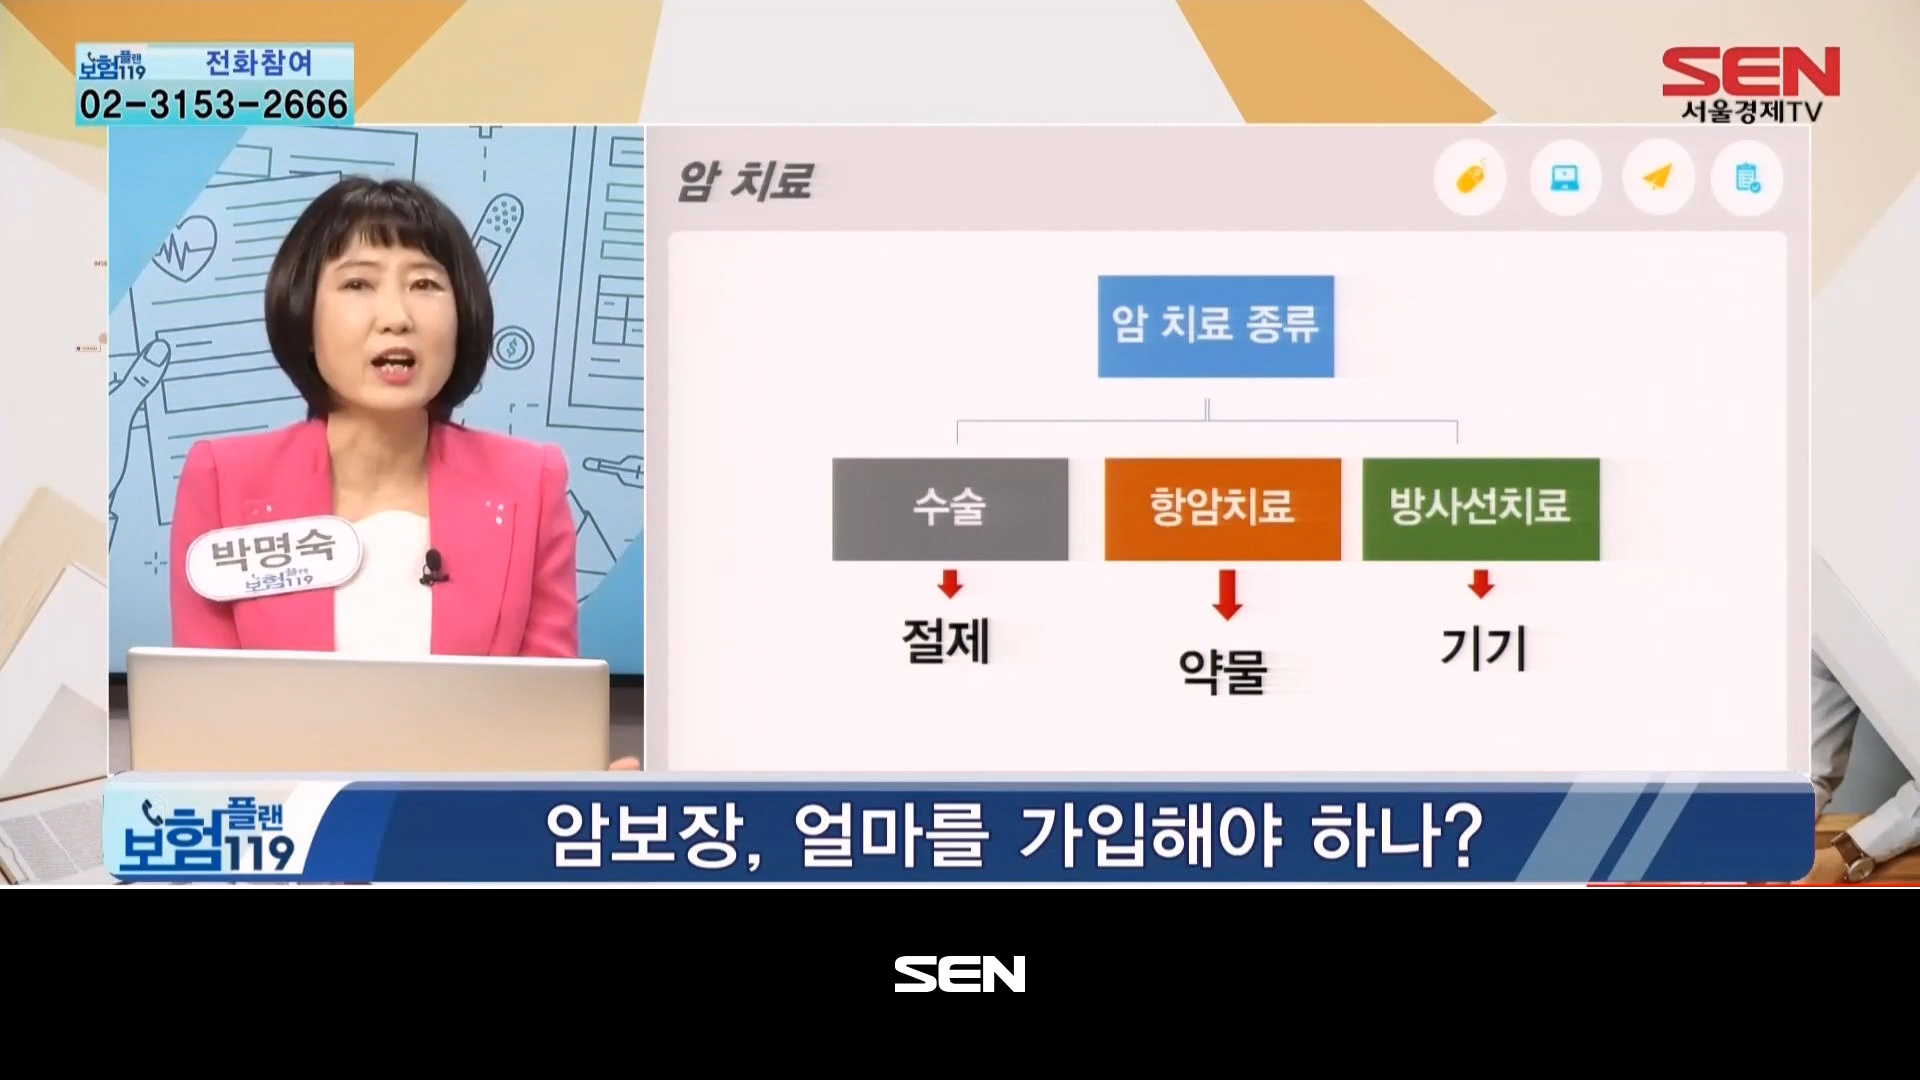 보험플랜119 전화참여
02-3153-2666
SEN
서울경제TV
암 치료
암 치료 종류
수술
항암치료
방사선치료
절제
약물
기기
박명숙
보험플랜119
보험플랜119
암보장, 얼마를 가입해야 하나?
SEN